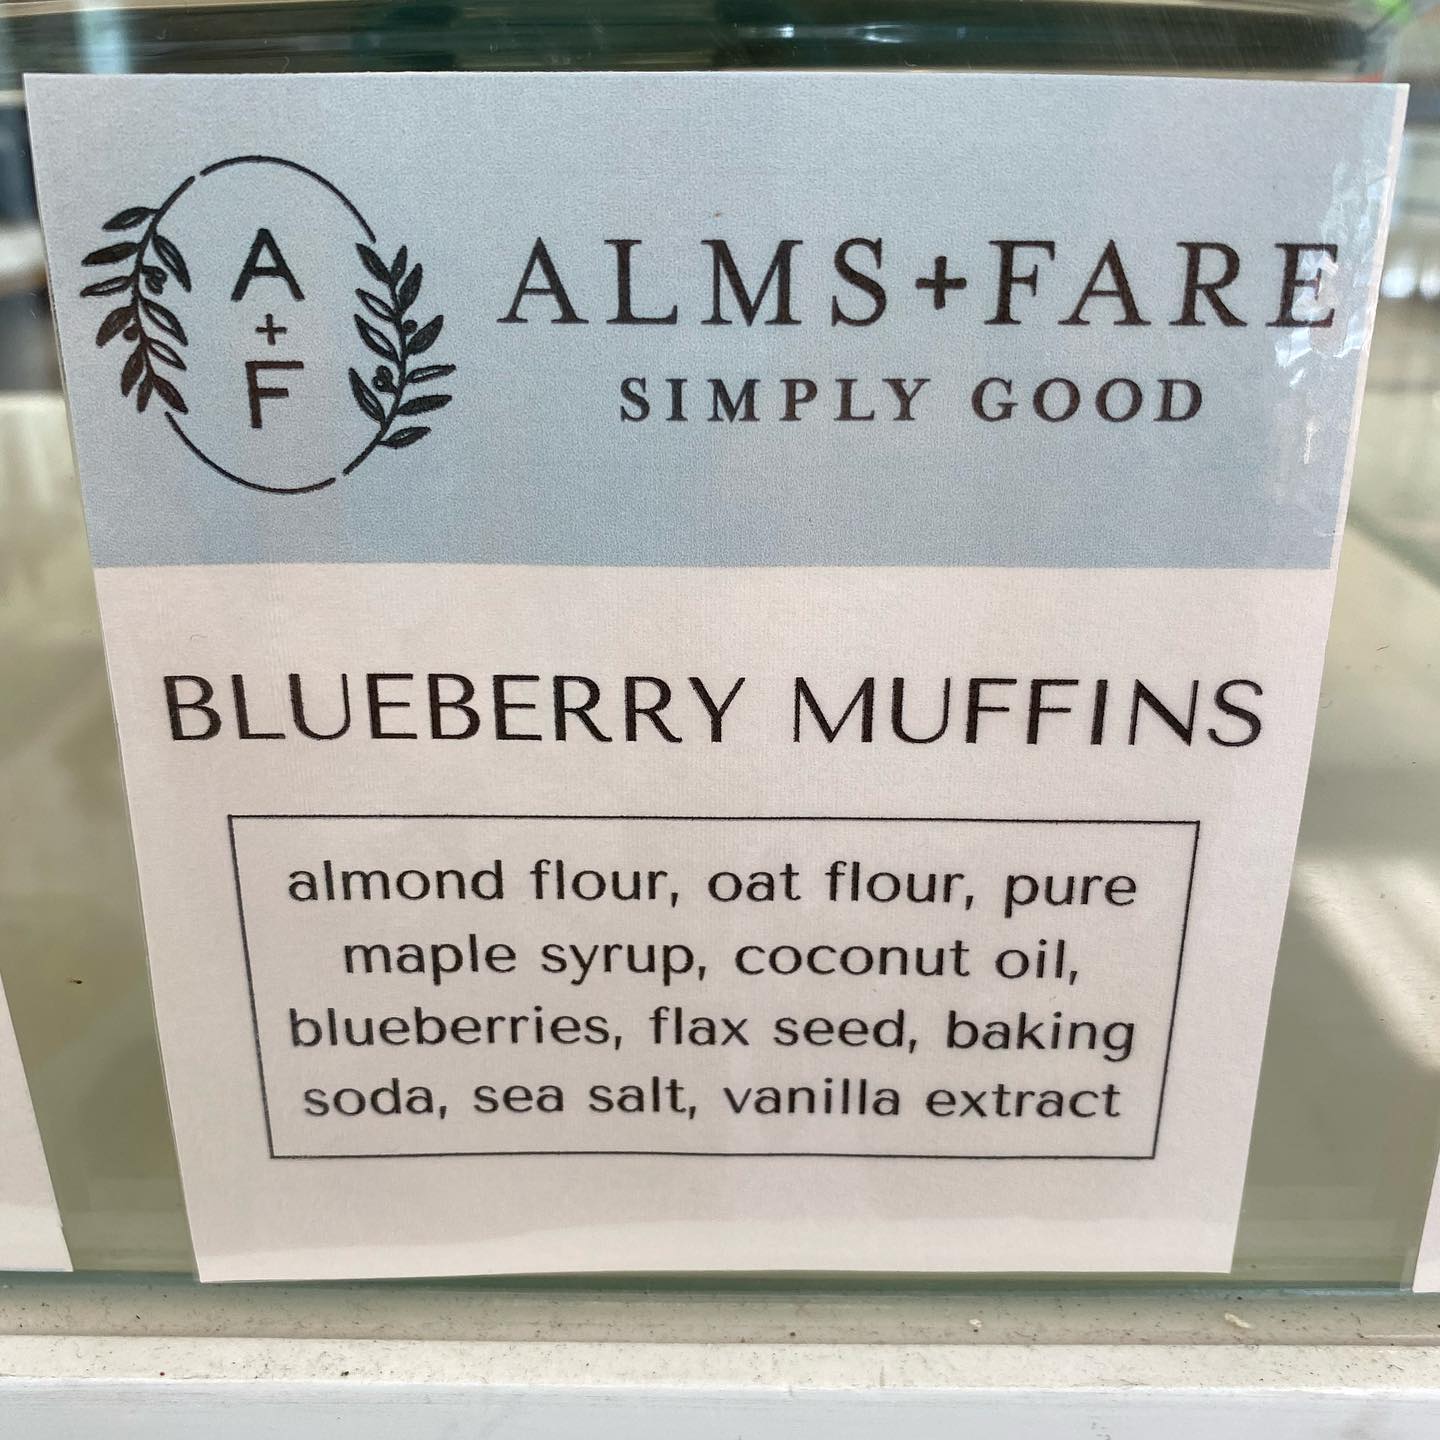 A
+
F
ALMS+FARE
SIMPLY GOOD
BLUEBERRY MUFFINS
almond flour, oat flour, pure
maple syrup, coconut oil,
blueberries, flax seed, baking
soda, sea salt, vanilla extract